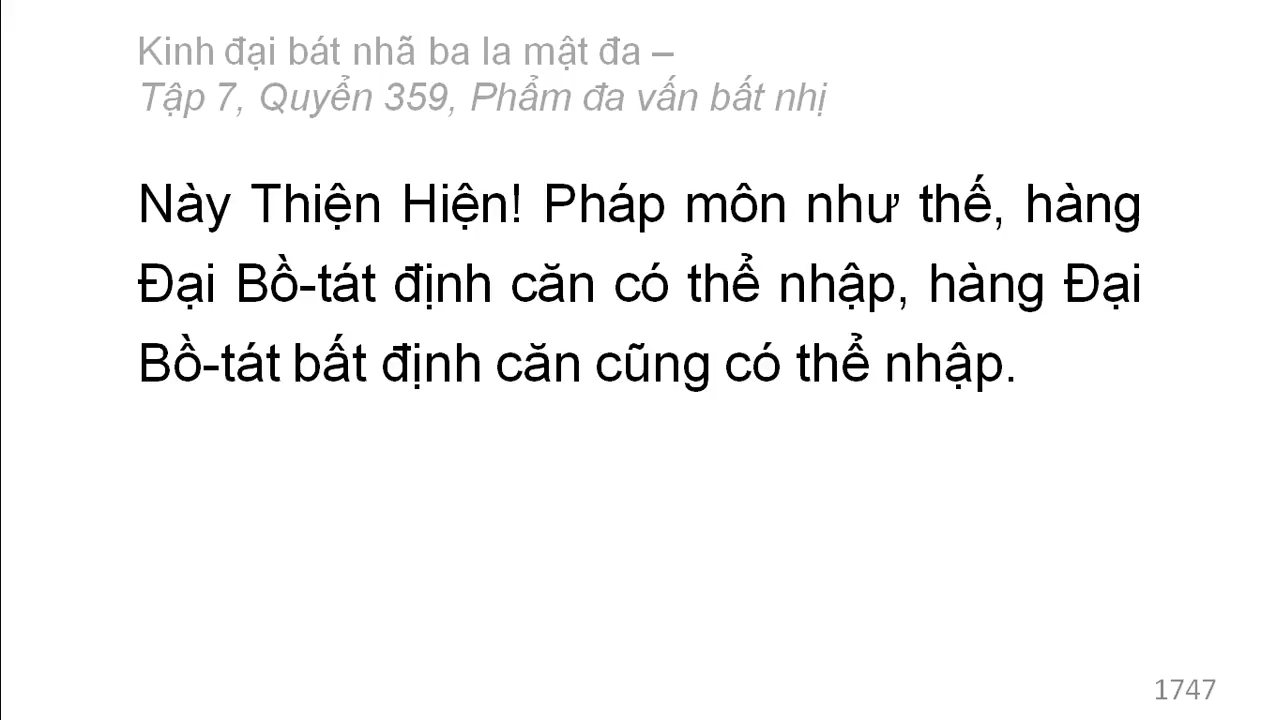 Kinh đại bát nhã ba la mật đa –
Tập 7, Quyển 359, Phẩm đa vấn bất nhị
Này Thiện Hiện! Pháp môn như thế, hàng
Đại Bồ-tát định căn có thể nhập, hàng Đại
Bồ-tát bất định căn cũng có thể nhập.
1747